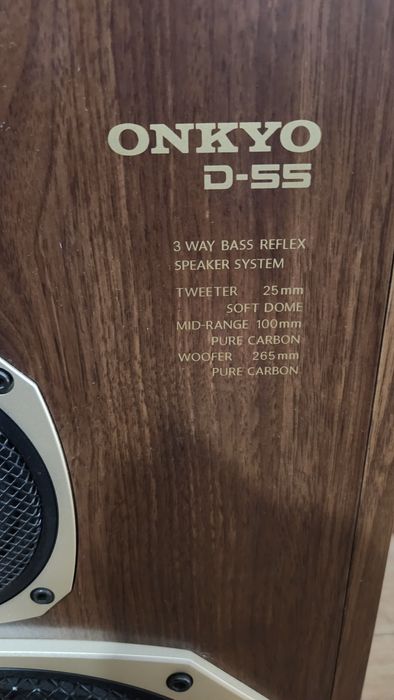 ONKYO
D-55
3 WAY BASS REFLEX
SPEAKER SYSTEM
TWEETER 25mm
SOFT DOME
MID-RANGE 100mm
PURE CARBON
WOOFER 265mm
PURE CARBON